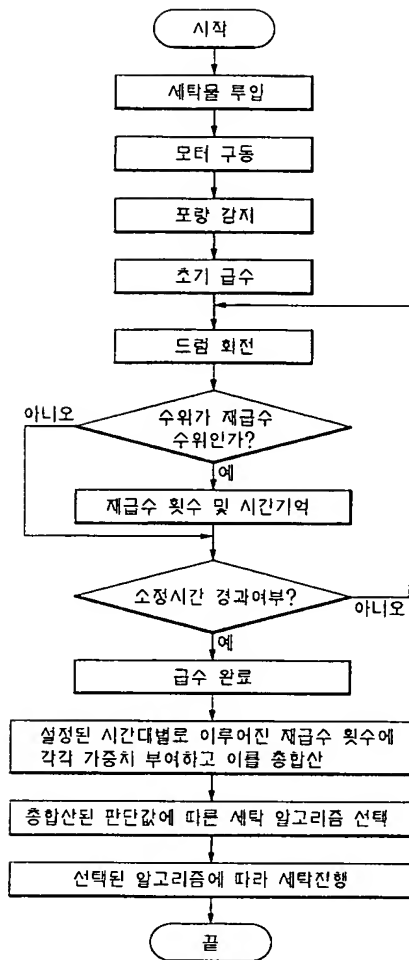 시작
세탁물 투입
모터 구동
포량 감지
초기 급수
드럼 회전
아니오
수위가 재급수
수위인가?
예
재급수 횟수 및 시간기억
소정시간 경과여부?
아니오
예
급수 완료
설정된 시간대별로 이루어진 재급수 횟수에
각각 가중치 부여하고 이를 총합산
총합산된 판단값에 따른 세탁 알고리즘 선택
선택된 알고리즘에 따라 세탁진행
끝